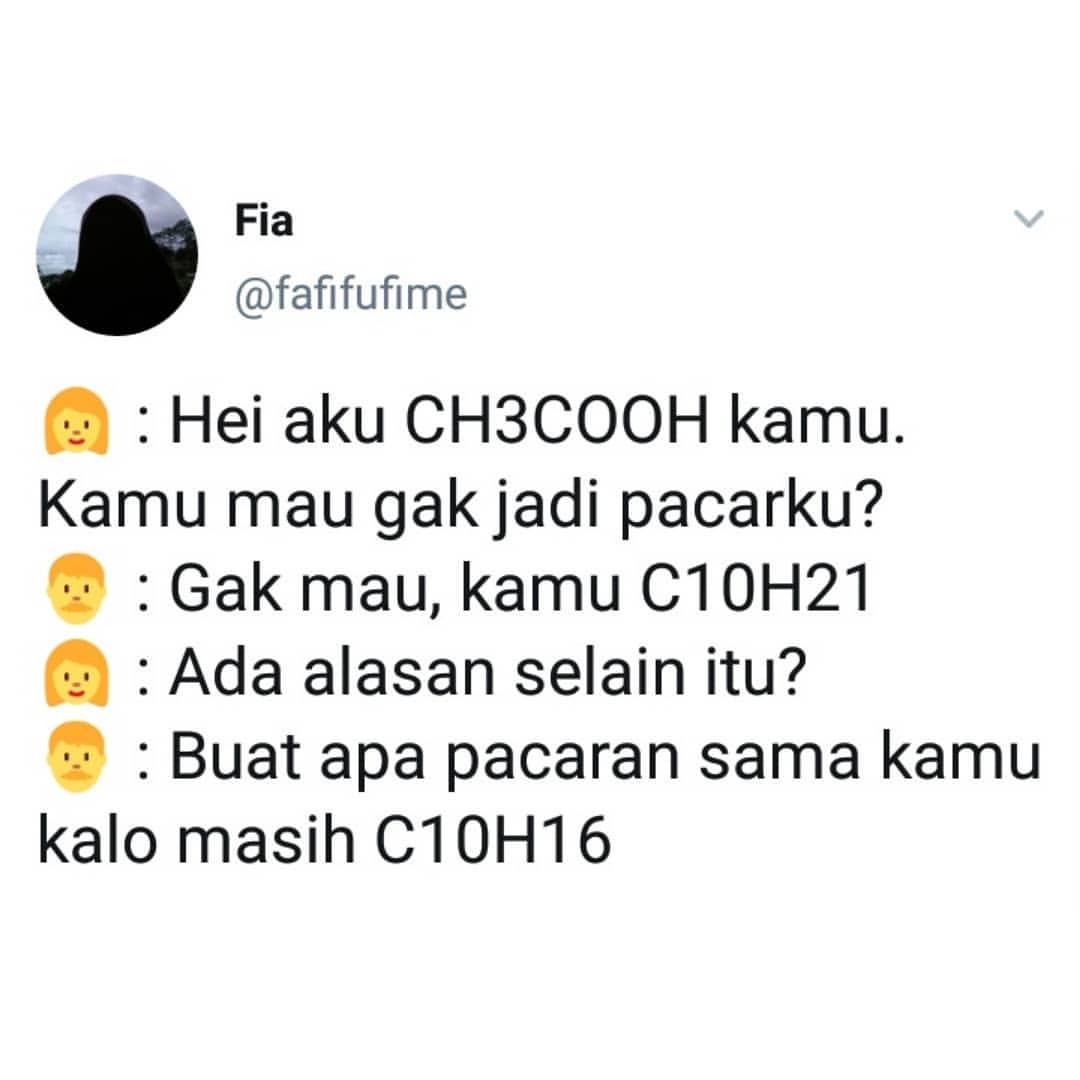 Fia
@fafifufime
👩 : Hei aku CH3COOH kamu.
Kamu mau gak jadi pacarku?
👨 : Gak mau, kamu C10H21
👩 : Ada alasan selain itu?
👨 : Buat apa pacaran sama kamu
kalo masih C10H16